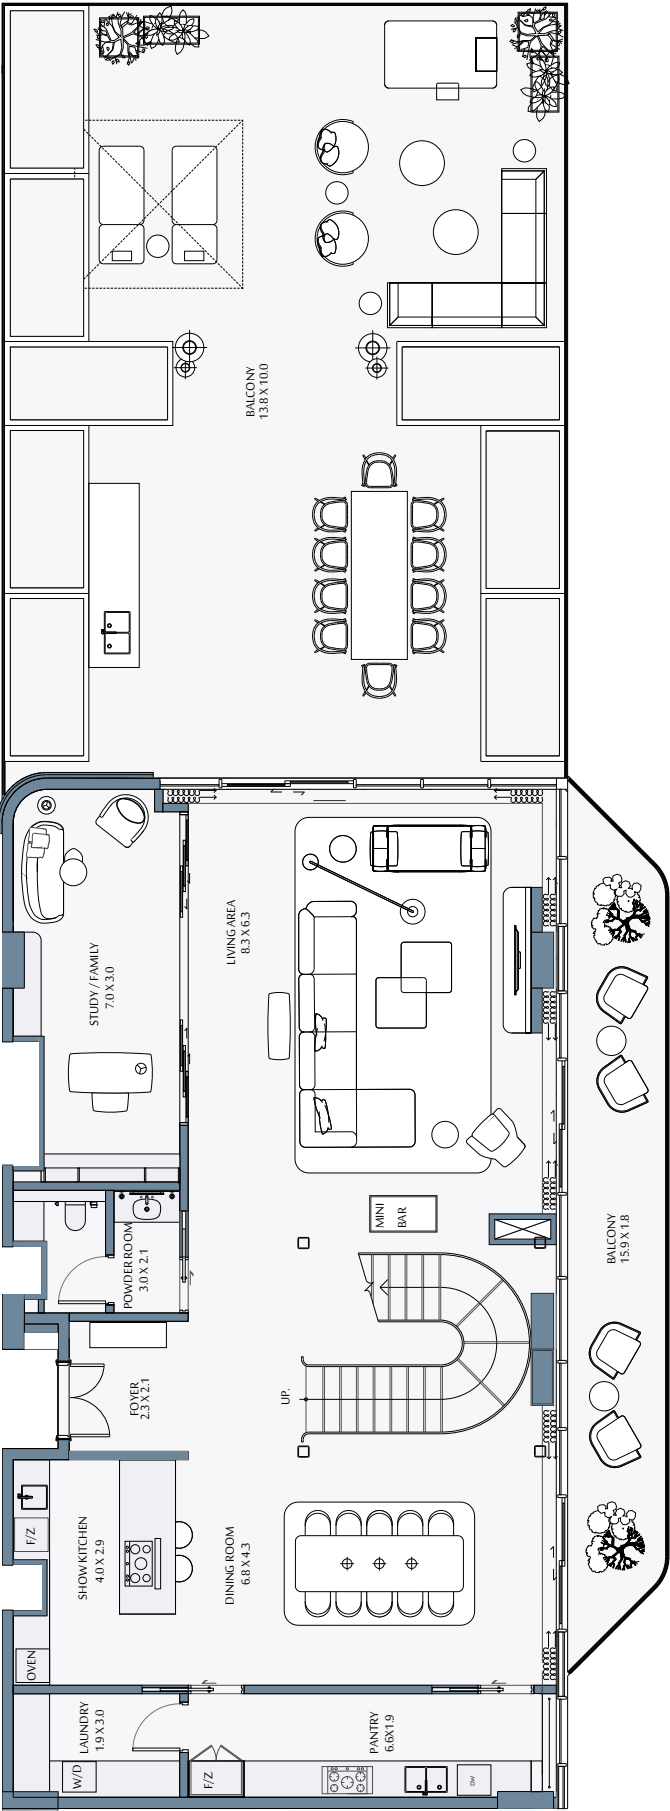 BALCONY
13.8 X 10.0
LIVING AREA
8.3 X 6.3
STUDY / FAMILY
7.0 X 3.0
MINI
BAR
POWDER ROOM
3.0 X 2.1
BALCONY
15.9 X 1.8
FOYER
2.3 X 2.1
UP.
F/Z
SHOW KITCHEN
4.0 X 2.9
DINING ROOM
6.8 X 4.3
OVEN
LAUNDRY
1.9 X 3.0
PANTRY
6.6X1.9
W/D
F/Z
DW